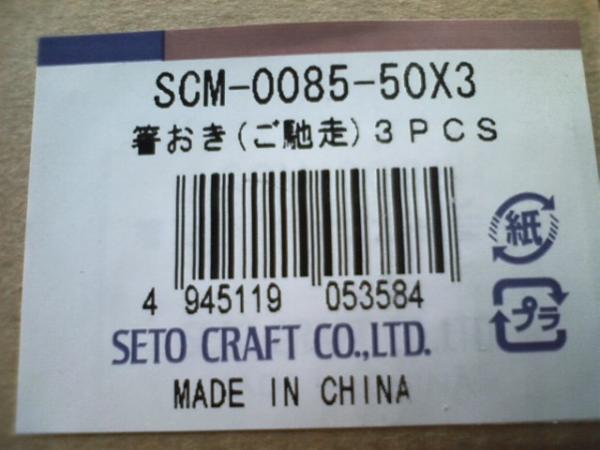 SCM-0085-50X3
箸おき(ご馳走)3PCS
紙
4 945119 053584
プラ
SETO CRAFT CO.,LTD.
MADE IN CHINA